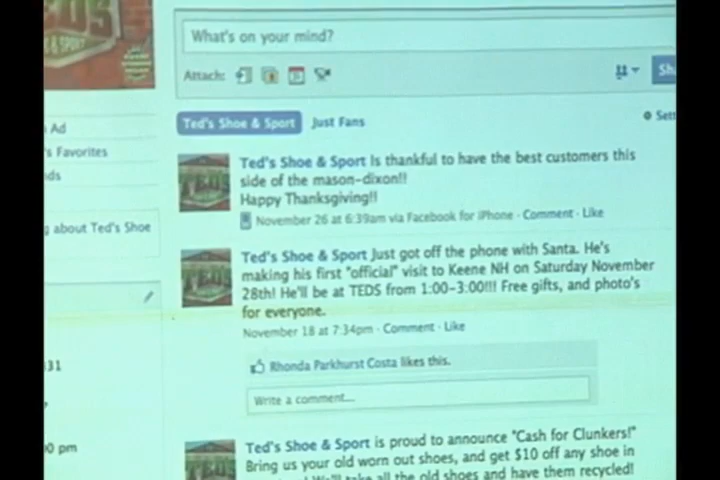 TEDS
& SPORT
What's on your mind?
Attach:
Sh
Ted's Shoe & Sport Just Fans
Sett
Ad
's Favorites
ds
g about Ted's Shoe
Ted's Shoe & Sport Is thankful to have the best customers this
side of the mason-dixon!!
Happy Thanksgiving!!
November 26 at 6:39am via Facebook for iPhone · Comment · Like
Ted's Shoe & Sport Just got off the phone with Santa. He's
making his first "official" visit to Keene NH on Saturday November
28th! He'll be at TEDS from 1:00-3:00!!! Free gifts, and photo's
for everyone.
November 18 at 7:34pm · Comment · Like
Rhonda Parkhurst Costa likes this.
Write a comment...
31
0 pm
Ted's Shoe & Sport is proud to announce "Cash for Clunkers!"
Bring us your old worn out shoes, and get $10 off any shoe in
We'll take all the old shoes and have them recycled!